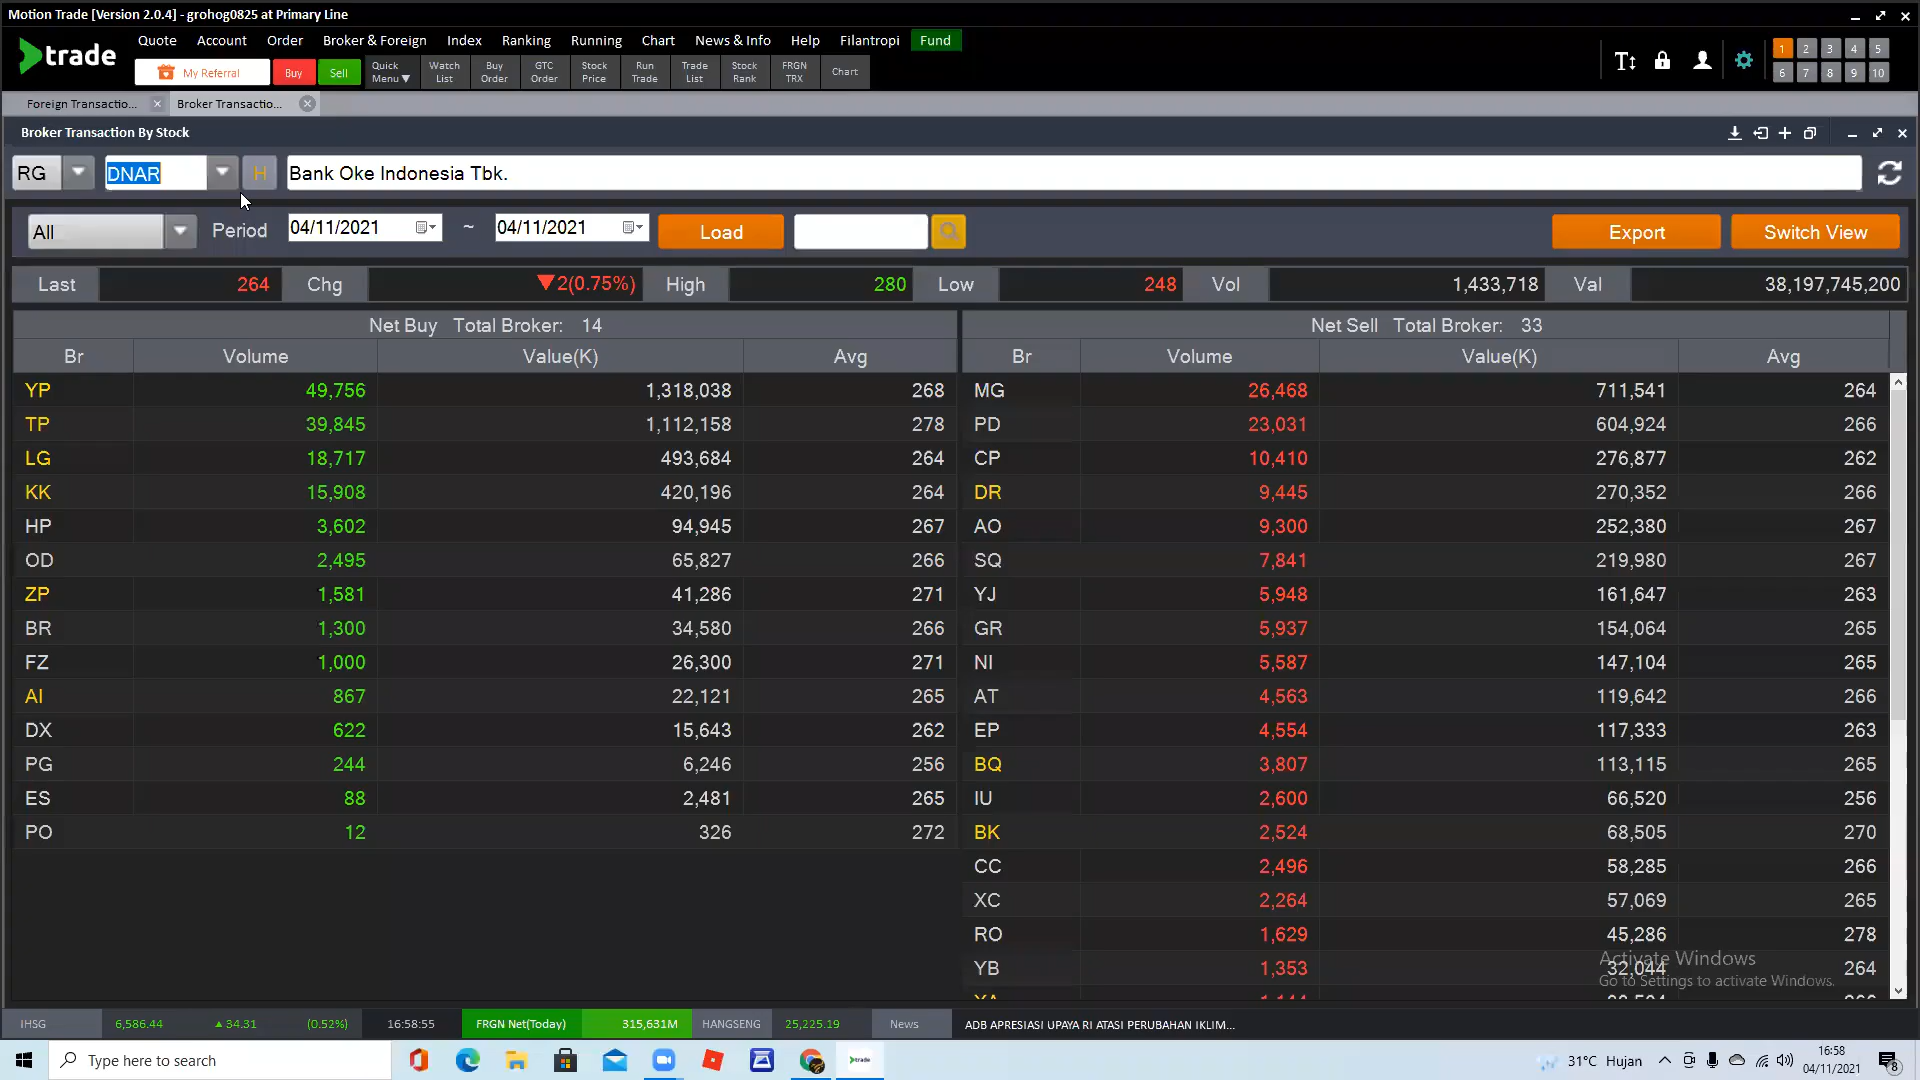 Motion Trade [Version 2.0.4] - grohog0825 at Primary Line
trade
Quote Account Order Broker & Foreign Index Ranking Running Chart News & Info Help Filantropi Fund
My Referral Buy Sell Quick Menu ▼ Watch List Buy Order GTC Order Stock Price Run Trade Trade List Stock Rank FRGN TRX Chart
1 2 3 4 5
6 7 8 9 10
Foreign Transactio... Broker Transactio...
Broker Transaction By Stock
RG DNAR H Bank Oke Indonesia Tbk.
All Period 04/11/2021 ~ 04/11/2021 Load Export Switch View
Last 264 Chg ▼2(0.75%) High 280 Low 248 Vol 1,433,718 Val 38,197,745,200
Net Buy Total Broker: 14 Net Sell Total Broker: 33
Br Volume Value(K) Avg Br Volume Value(K) Avg
YP 49,756 1,318,038 268 MG 26,468 711,541 264
TP 39,845 1,112,158 278 PD 23,031 604,924 266
LG 18,717 493,684 264 CP 10,410 276,877 262
KK 15,908 420,196 264 DR 9,445 270,352 266
HP 3,602 94,945 267 AO 9,300 252,380 267
OD 2,495 65,827 266 SQ 7,841 219,980 267
ZP 1,581 41,286 271 YJ 5,948 161,647 263
BR 1,300 34,580 266 GR 5,937 154,064 265
FZ 1,000 26,300 271 NI 5,587 147,104 265
AI 867 22,121 265 AT 4,563 119,642 266
DX 622 15,643 262 EP 4,554 117,333 263
PG 244 6,246 256 BQ 3,807 113,115 265
ES 88 2,481 265 IU 2,600 66,520 256
PO 12 326 272 BK 2,524 68,505 270
CC 2,496 58,285 266
XC 2,264 57,069 265
RO 1,629 45,286 278
YB 1,353 32,044 264
Activate Windows
Go to Settings to activate Windows.
IHSG 6,586.44 ▲ 34.31 (0.52%) 16:58:55 FRGN Net(Today) 315,631M HANGSENG 25,225.19 News ADB APRESIASI UPAYA RI ATASI PERUBAHAN IKLIM...
Type here to search trade 31°C Hujan 16:58
04/11/2021 8